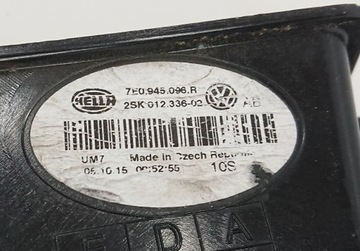 HELLA 7E0.945.096.R
2SK 012.336-02 AB
UM7 Made in Czech Republic
06.10.15 00:52:55 10S
E D A